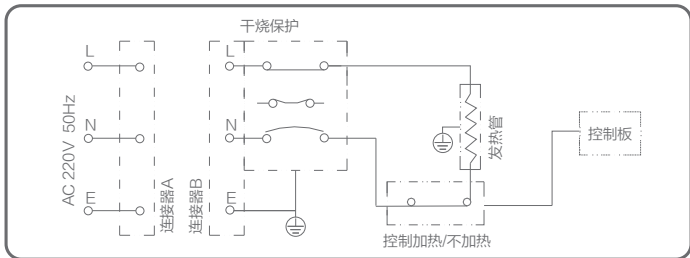 干烧保护
L
L
N
N
E
E
AC 220V 50Hz
连接器A
连接器B
发热管
控制板
控制加热/不加热